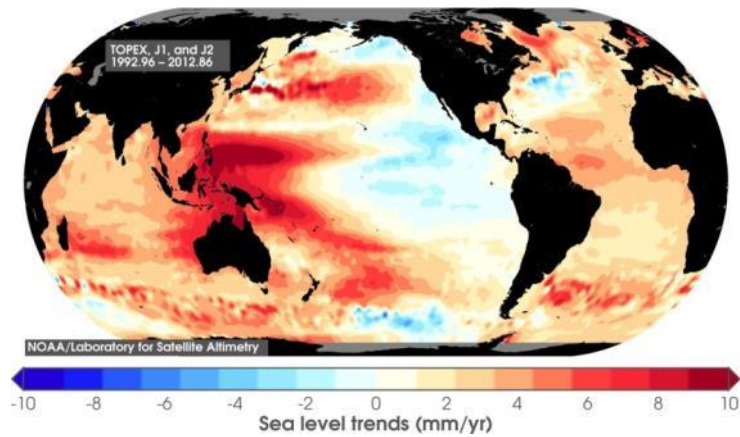 TOPEX, J1, and J2
1992.96 – 2012.86
NOAA/Laboratory for Satellite Altimetry
-10 -8 -6 -4 -2 0 2 4 6 8 10
Sea level trends (mm/yr)